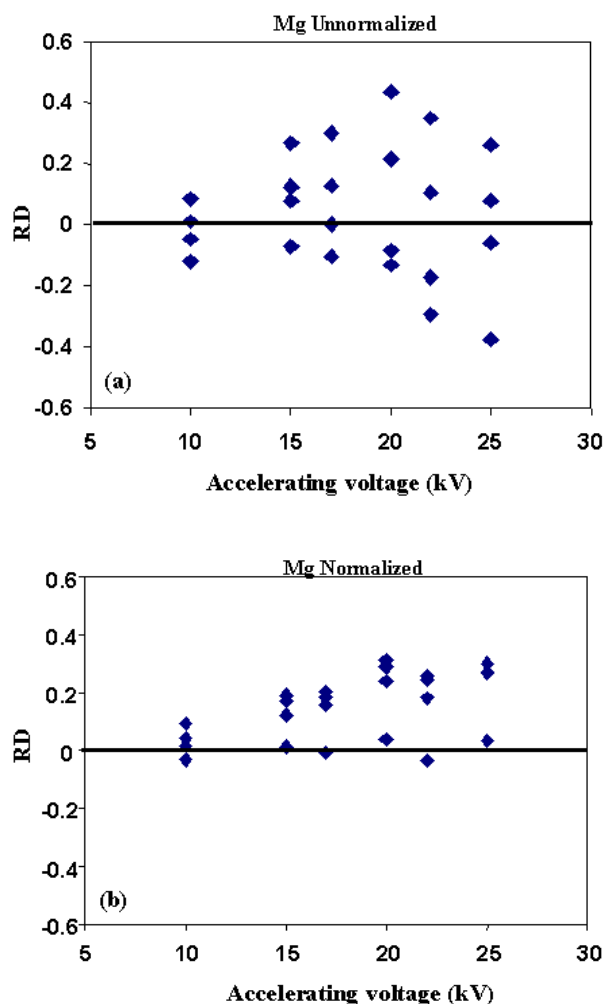 Mg Unnormalized
0.6
0.4
0.2
0
-0.2
-0.4
-0.6
RD
(a)
5 10 15 20 25 30
Accelerating voltage (kV)
Mg Normalized
0.6
0.4
0.2
0
-0.2
-0.4
-0.6
RD
(b)
5 10 15 20 25 30
Accelerating voltage (kV)